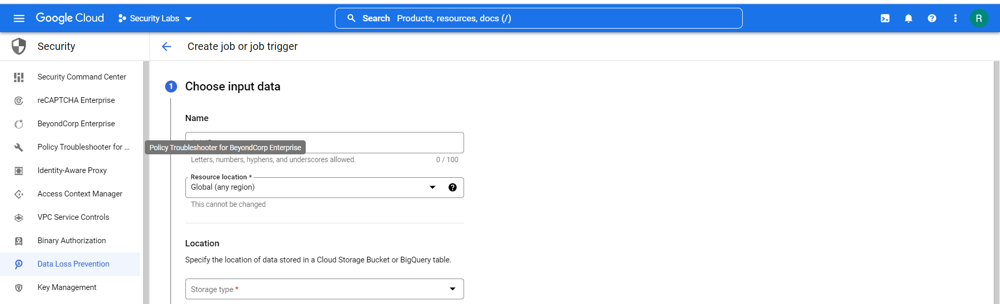 Google Cloud
Security Labs
Search Products, resources, docs (/)
R
Security
Create job or job trigger
Security Command Center
reCAPTCHA Enterprise
BeyondCorp Enterprise
Policy Troubleshooter for ...
Identity-Aware Proxy
Access Context Manager
VPC Service Controls
Binary Authorization
Data Loss Prevention
Key Management
1 Choose input data
Name
Policy Troubleshooter for BeyondCorp Enterprise
Letters, numbers, hyphens, and underscores allowed. 0 / 100
Resource location *
Global (any region)
This cannot be changed
Location
Specify the location of data stored in a Cloud Storage Bucket or BigQuery table.
Storage type *